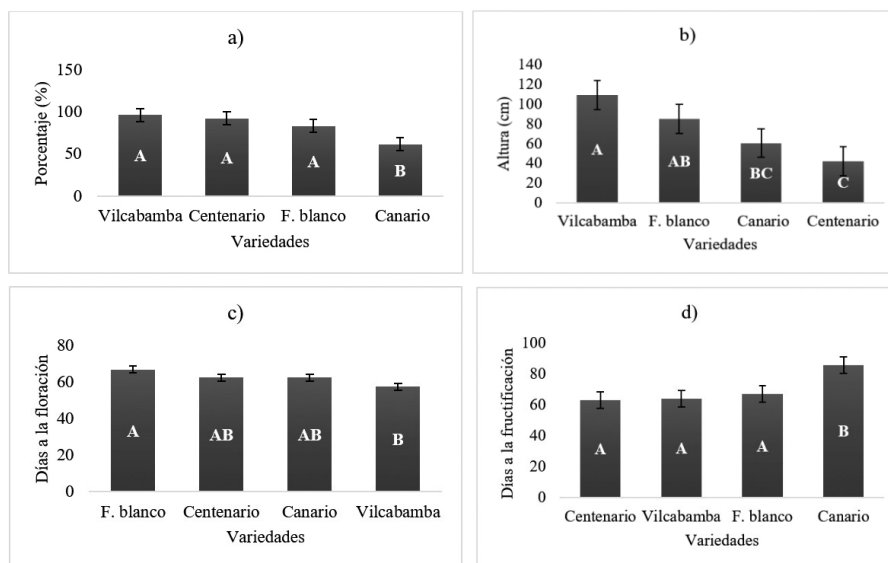 a)
150
100
50
0
Porcentaje (%)
A
A
A
B
Vilcabamba Centenario F. blanco Canario
Variedades
b)
140
120
100
80
60
40
20
0
Altura (cm)
A
AB
BC
C
Vilcabamba F. blanco Canario Centenario
Variedades
c)
80
60
40
20
0
Días a la floración
A
AB
AB
B
F. blanco Centenario Canario Vilcabamba
Variedades
d)
100
80
60
40
20
0
Días a la fructificación
A
A
A
B
Centenario Vilcabamba F. blanco Canario
Variedades